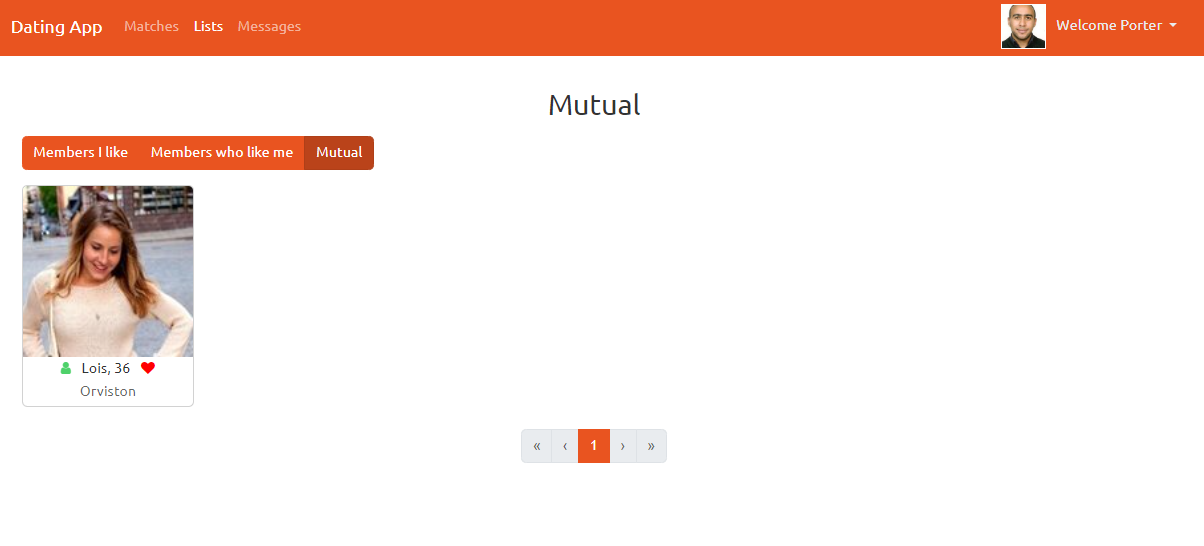 Dating App Matches Lists Messages Welcome Porter
Mutual
Members I like Members who like me Mutual
Lois, 36
Orviston
« ‹ 1 › »